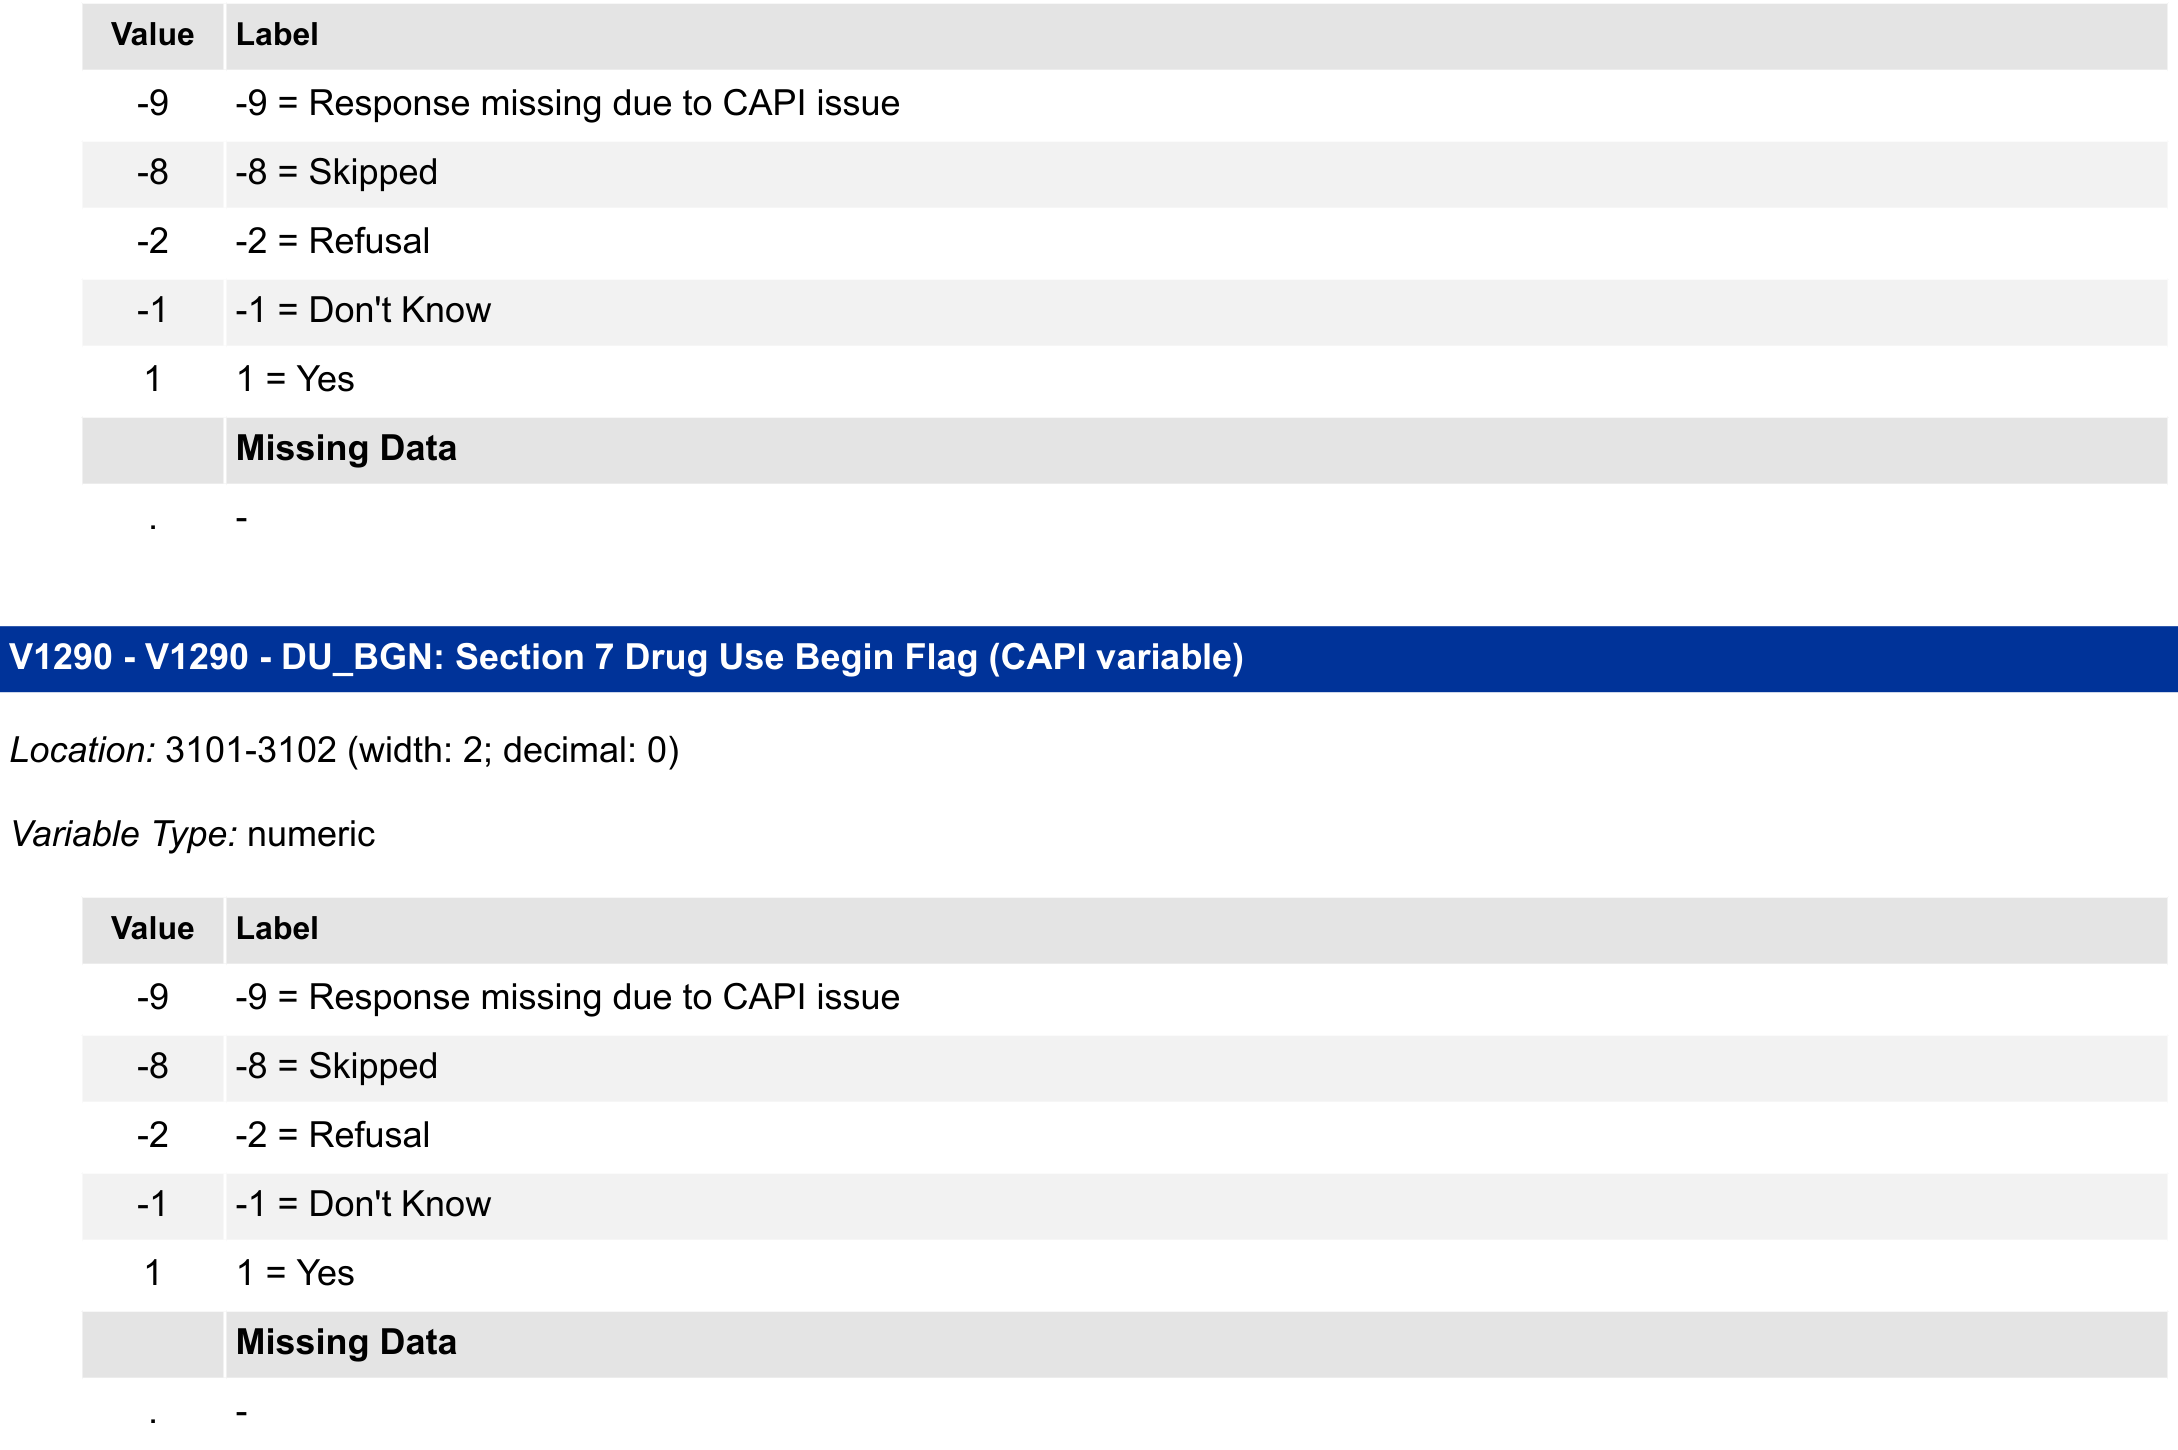 Value Label
-9 -9 = Response missing due to CAPI issue
-8 -8 = Skipped
-2 -2 = Refusal
-1 -1 = Don't Know
1 1 = Yes
Missing Data
. -
V1290 - V1290 - DU_BGN: Section 7 Drug Use Begin Flag (CAPI variable)
Location: 3101-3102 (width: 2; decimal: 0)
Variable Type: numeric
Value Label
-9 -9 = Response missing due to CAPI issue
-8 -8 = Skipped
-2 -2 = Refusal
-1 -1 = Don't Know
1 1 = Yes
Missing Data
. -